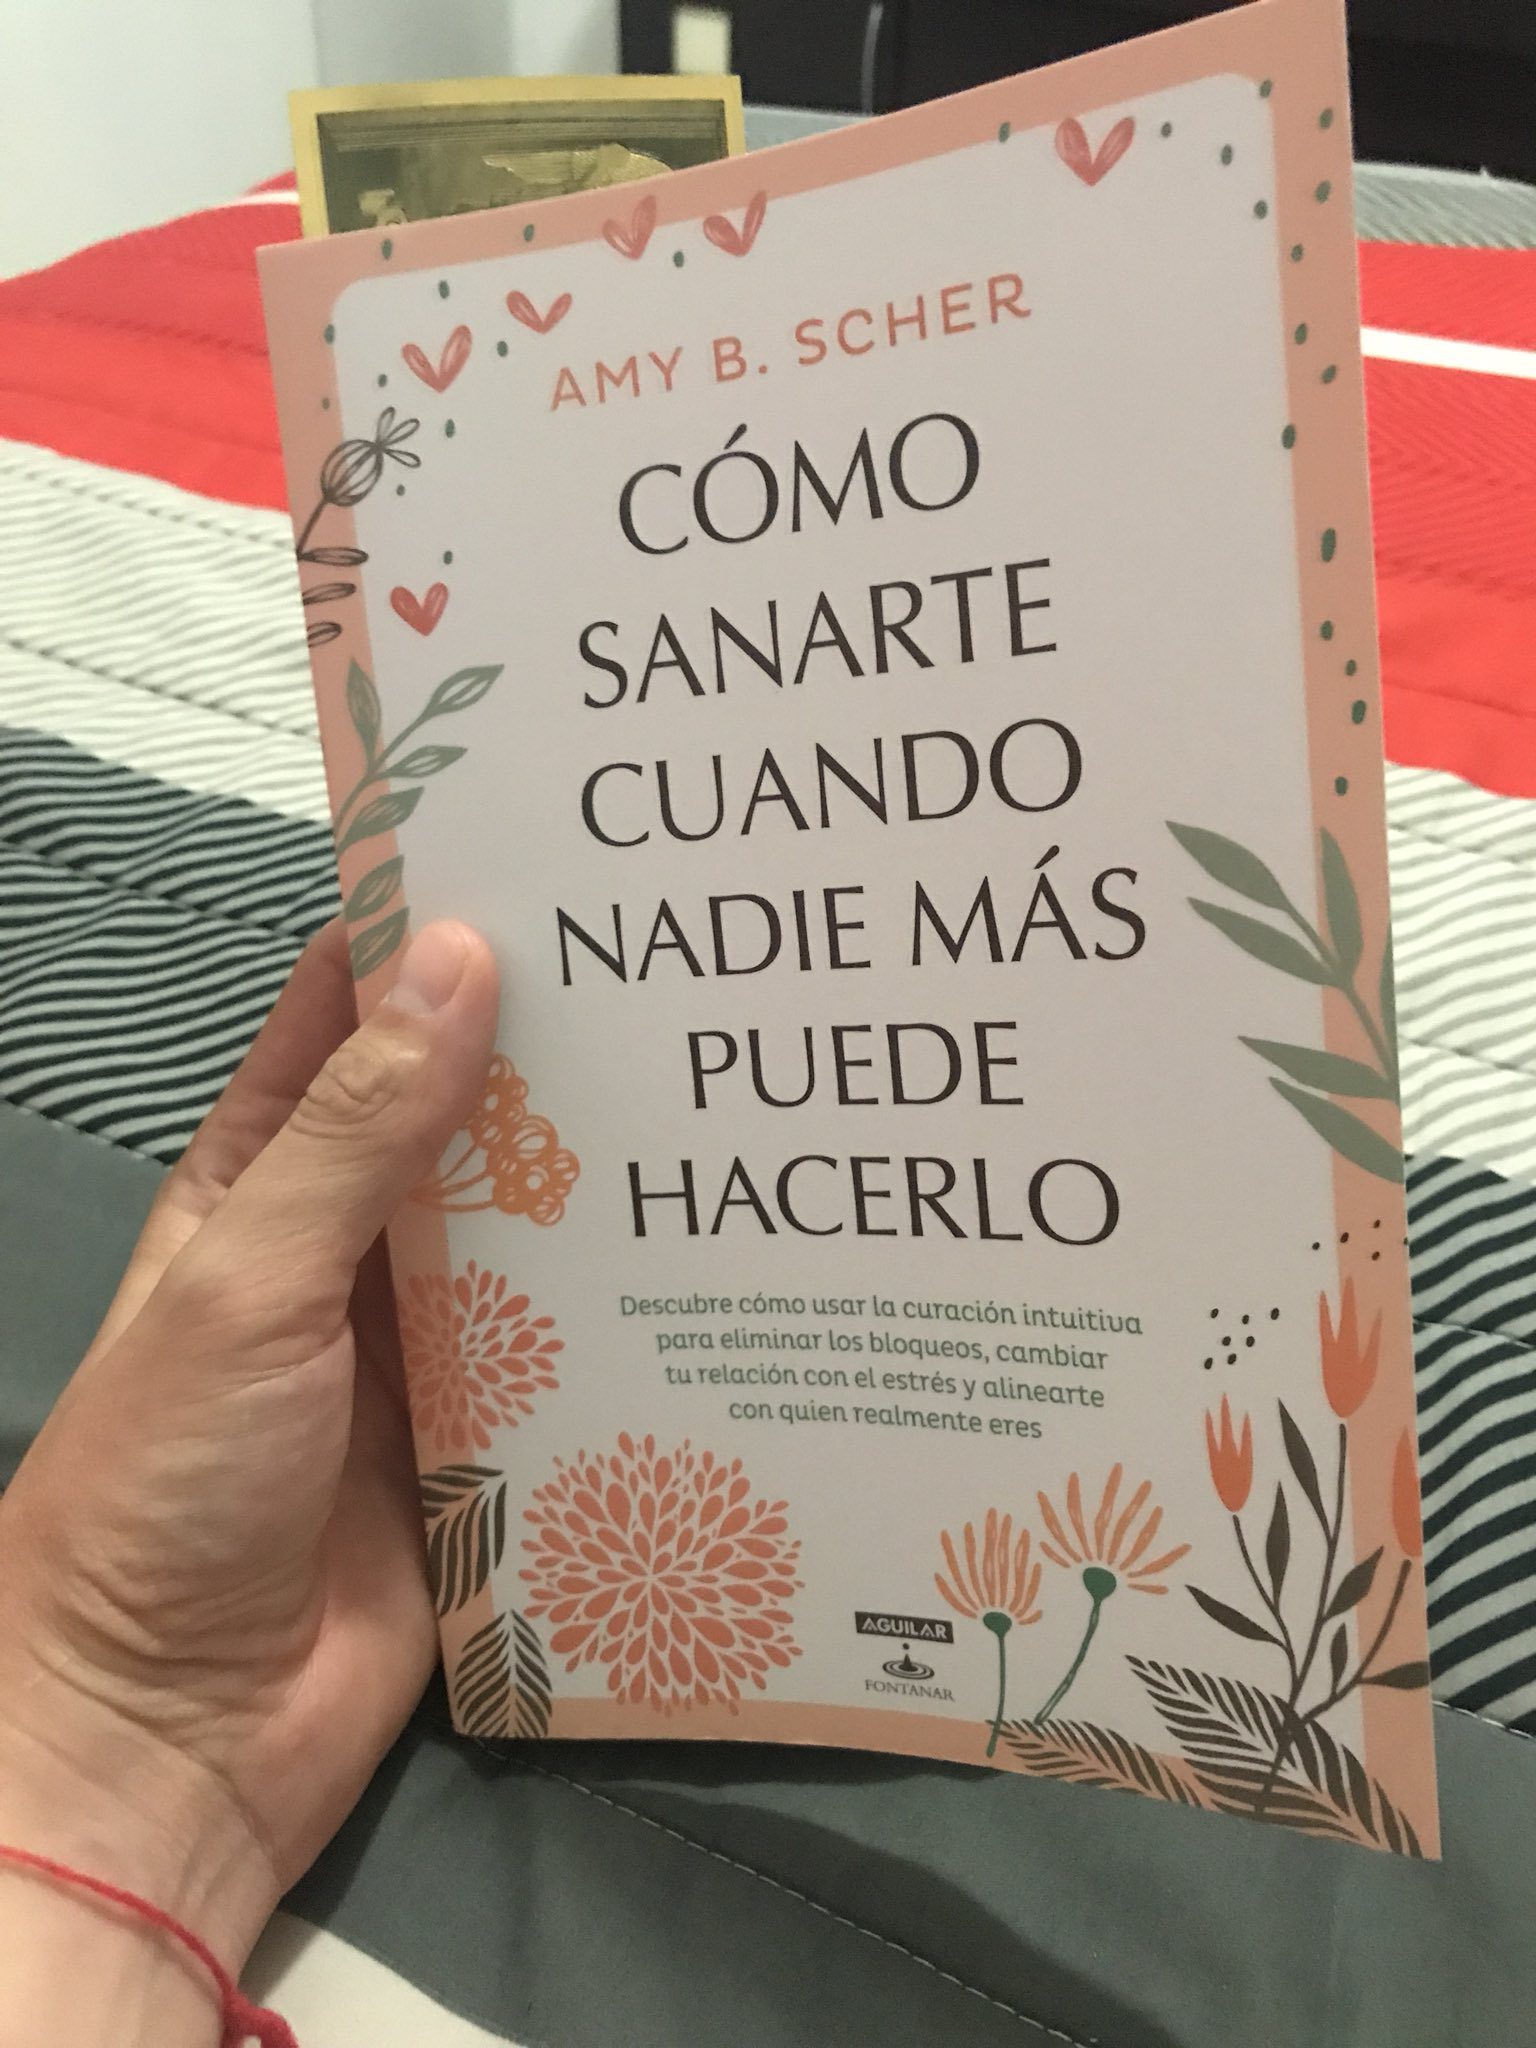 AMY B. SCHER
CÓMO
SANARTE
CUANDO
NADIE MÁS
PUEDE
HACERLO
Descubre cómo usar la curación intuitiva
para eliminar los bloqueos, cambiar
tu relación con el estrés y alinearte
con quien realmente eres
AGUILAR
FONTANAR